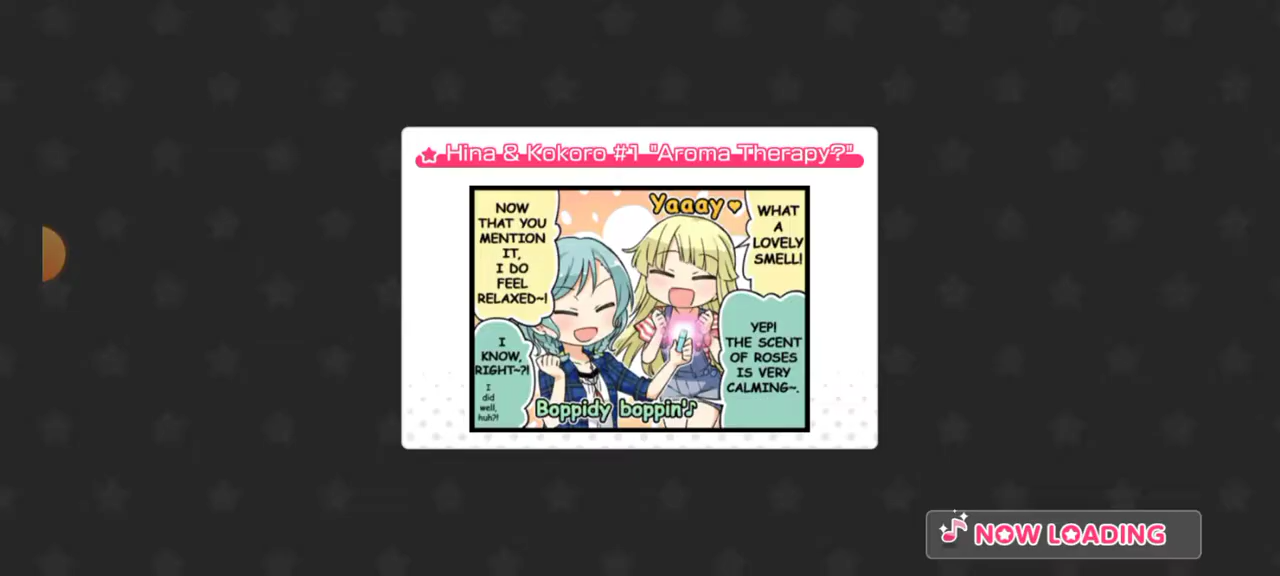 Hina & Kokoro #1 "Aroma Therapy?"
Yaaay
WHAT
A
LOVELY
SMELL!
NOW
THAT YOU
MENTION
IT,
I DO
FEEL
RELAXED~!
YEP!
THE SCENT
OF ROSES
IS VERY
CALMING~.
I
KNOW,
RIGHT~?!
I
did
well,
huh?!
Boppidy boppin'♪
NOW LOADING